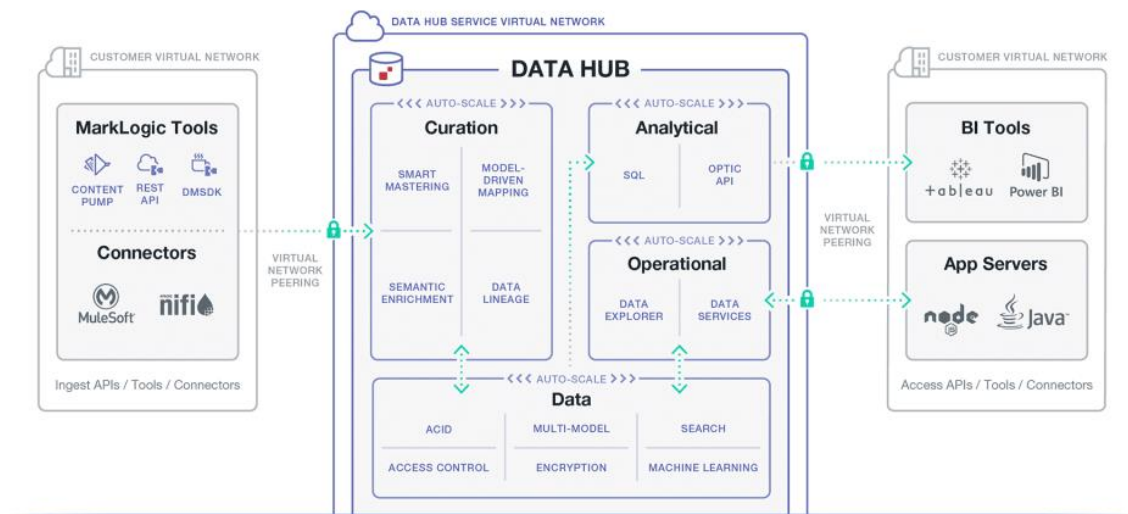 DATA HUB SERVICE VIRTUAL NETWORK
CUSTOMER VIRTUAL NETWORK
MarkLogic Tools
CONTENT
PUMP
REST
API
DMSDK
Connectors
MuleSoft
nifi
Ingest APIs / Tools / Connectors
VIRTUAL
NETWORK
PEERING
DATA HUB
<<< AUTO-SCALE >>>
Curation
SMART
MASTERING
MODEL-
DRIVEN
MAPPING
SEMANTIC
ENRICHMENT
DATA
LINEAGE
<<< AUTO-SCALE >>>
Analytical
SQL
OPTIC
API
<<< AUTO-SCALE >>>
Operational
DATA
EXPLORER
DATA
SERVICES
<<< AUTO-SCALE >>>
Data
ACID
MULTI-MODEL
SEARCH
ACCESS CONTROL
ENCRYPTION
MACHINE LEARNING
VIRTUAL
NETWORK
PEERING
CUSTOMER VIRTUAL NETWORK
BI Tools
+ableau
Power BI
App Servers
node
JS
Java
Access APIs / Tools / Connectors